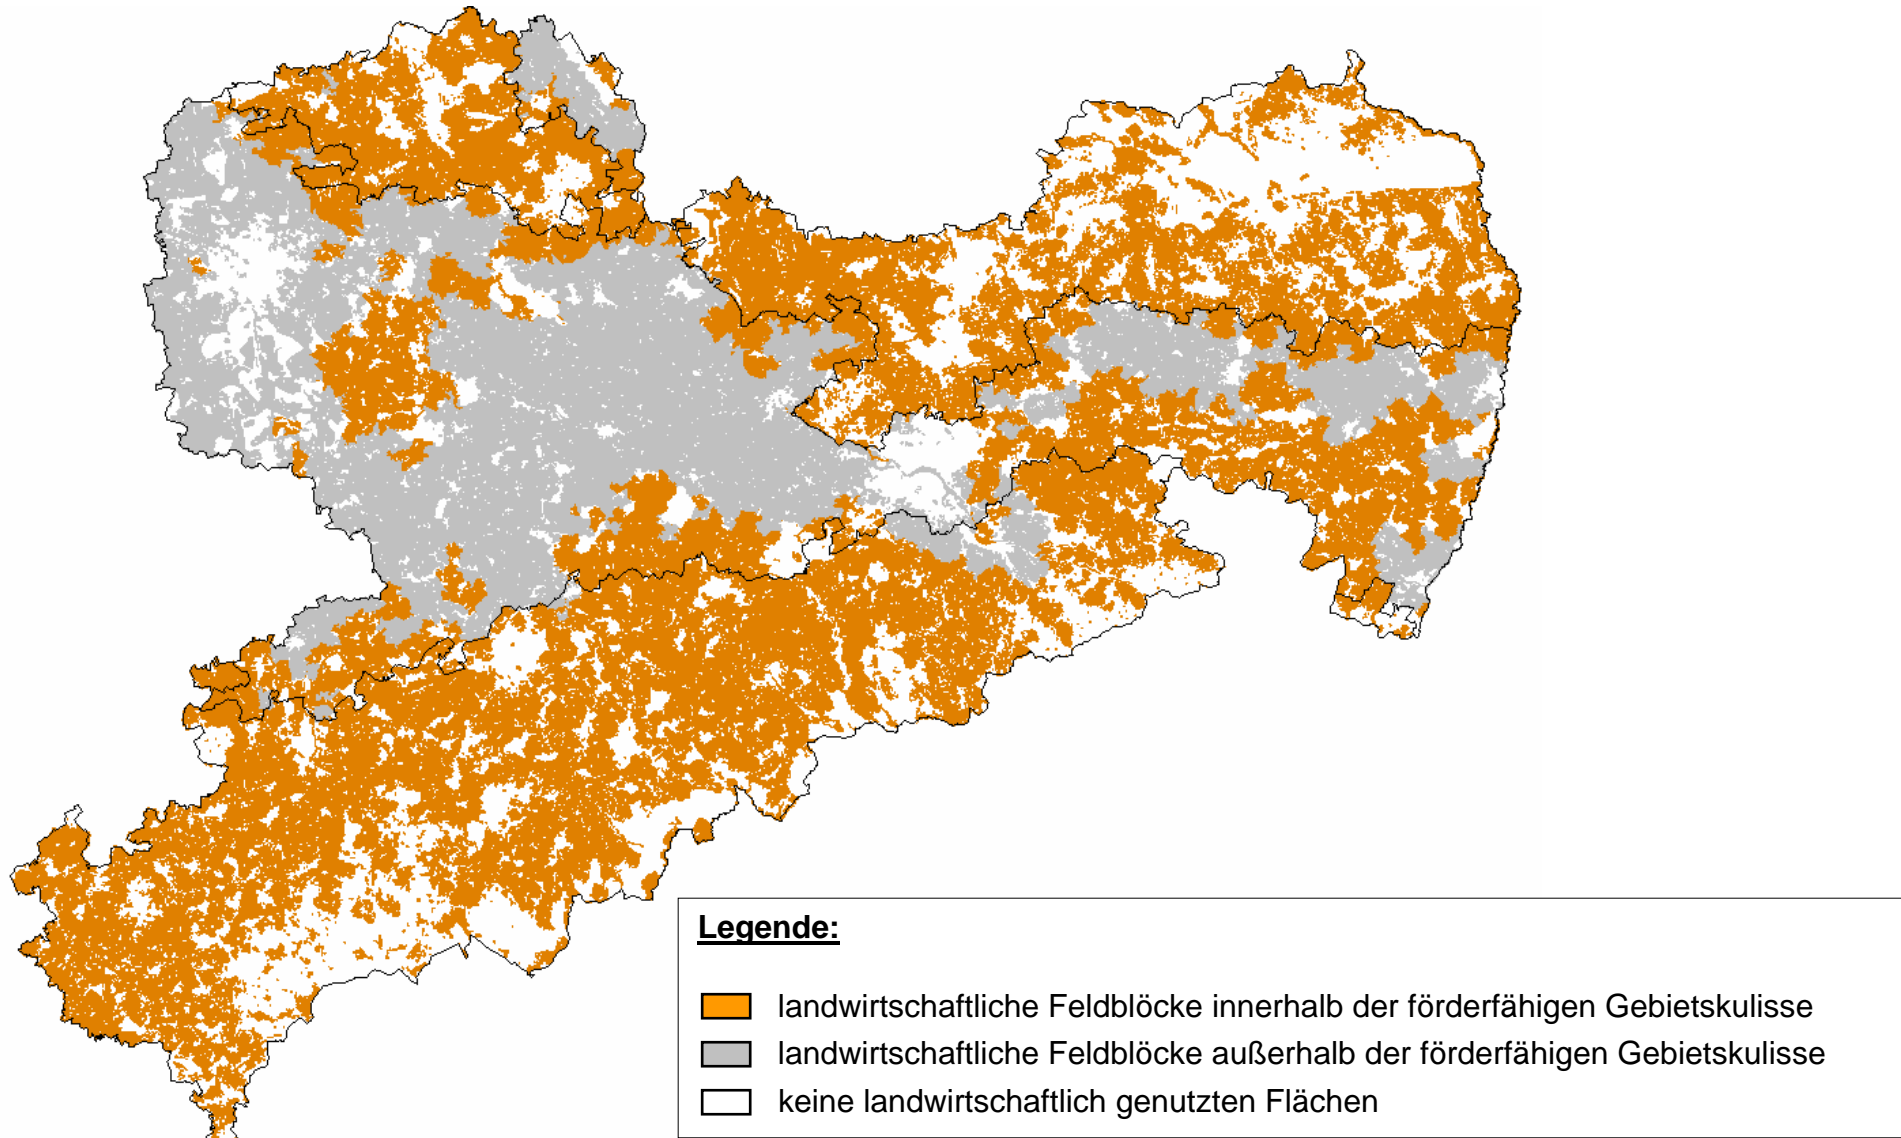 Legende:
landwirtschaftliche Feldblöcke innerhalb der förderfähigen Gebietskulisse
landwirtschaftliche Feldblöcke außerhalb der förderfähigen Gebietskulisse
keine landwirtschaftlich genutzten Flächen